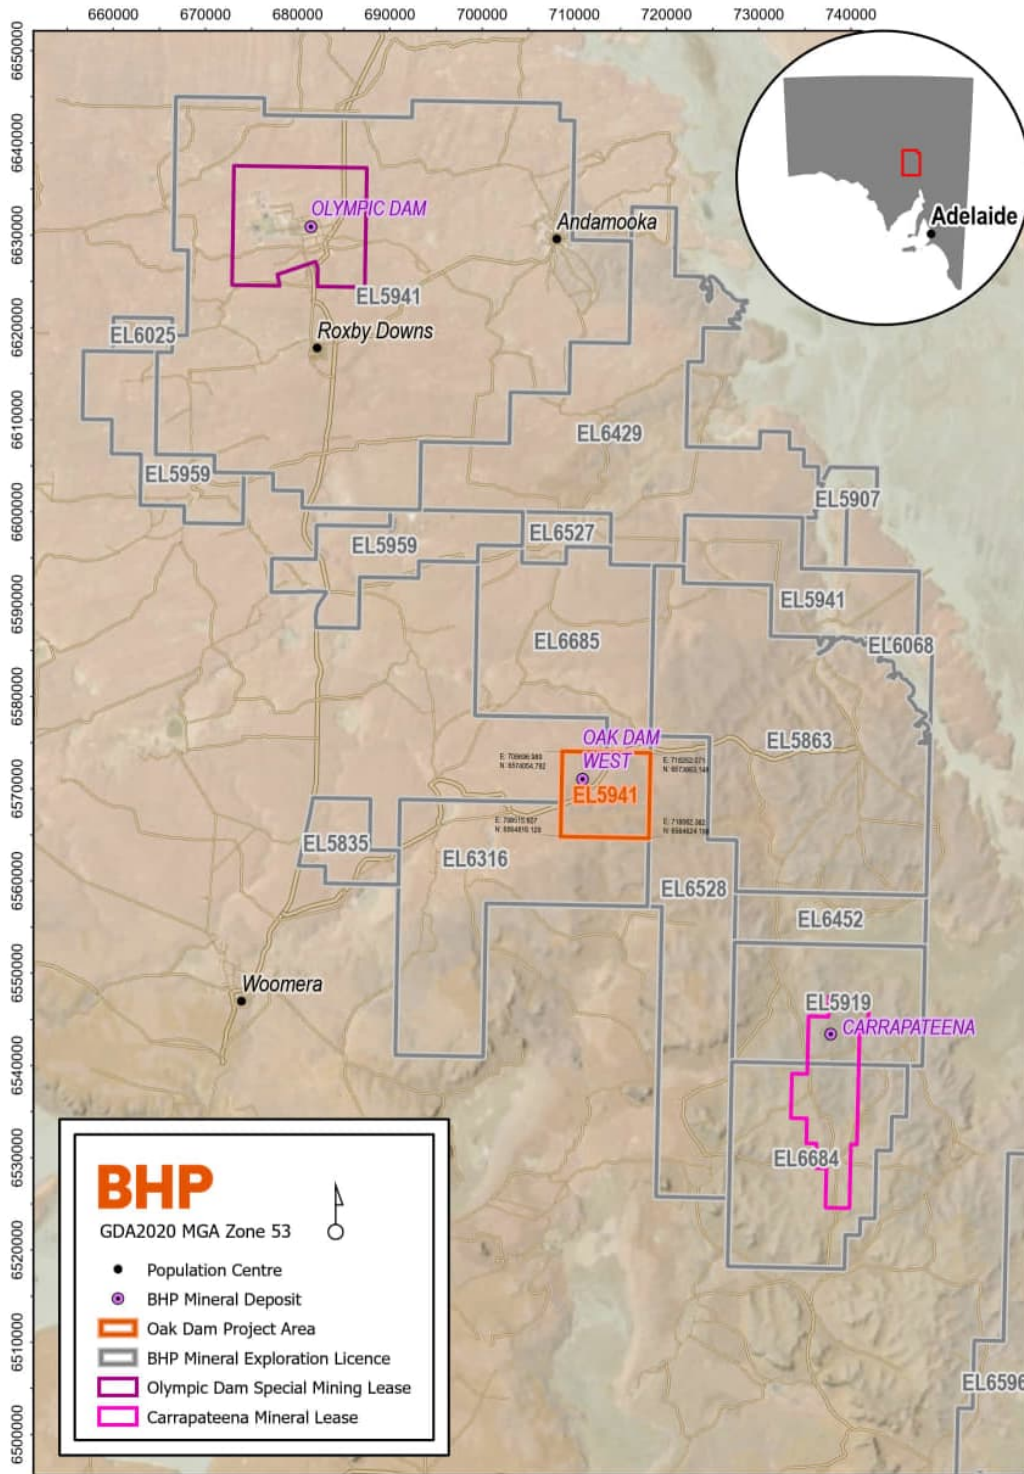 660000 670000 680000 690000 700000 710000 720000 730000 740000
6650000
6640000
6630000
6620000
6610000
6600000
6590000
6580000
6570000
6560000
6550000
6540000
6530000
6520000
6510000
6500000
Adelaide
OLYMPIC DAM
Andamooka
EL5941
EL6025
Roxby Downs
EL6429
EL5959
EL5907
EL6527
EL5959
EL5941
EL6685
EL6068
OAK DAM
WEST
EL5863
EL5941
EL5835
EL6316
EL6528
EL6452
Woomera
EL5919
CARRAPATEENA
EL6684
EL6596
BHP
GDA2020 MGA Zone 53
Population Centre
BHP Mineral Deposit
Oak Dam Project Area
BHP Mineral Exploration Licence
Olympic Dam Special Mining Lease
Carrapateena Mineral Lease